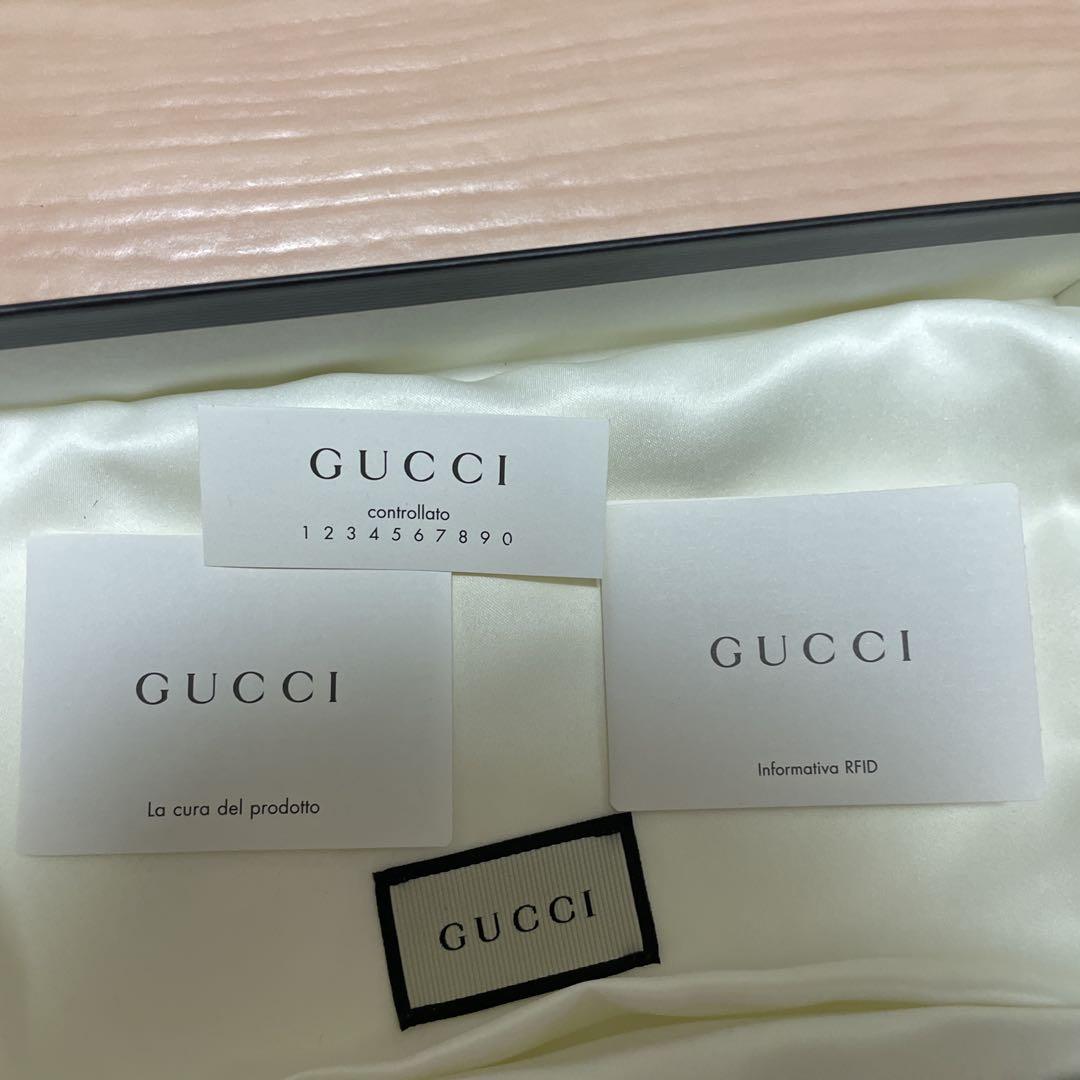 GUCCI
controllato
1 2 3 4 5 6 7 8 9 0
GUCCI
La cura del prodotto
GUCCI
Informativa RFID
GUCCI